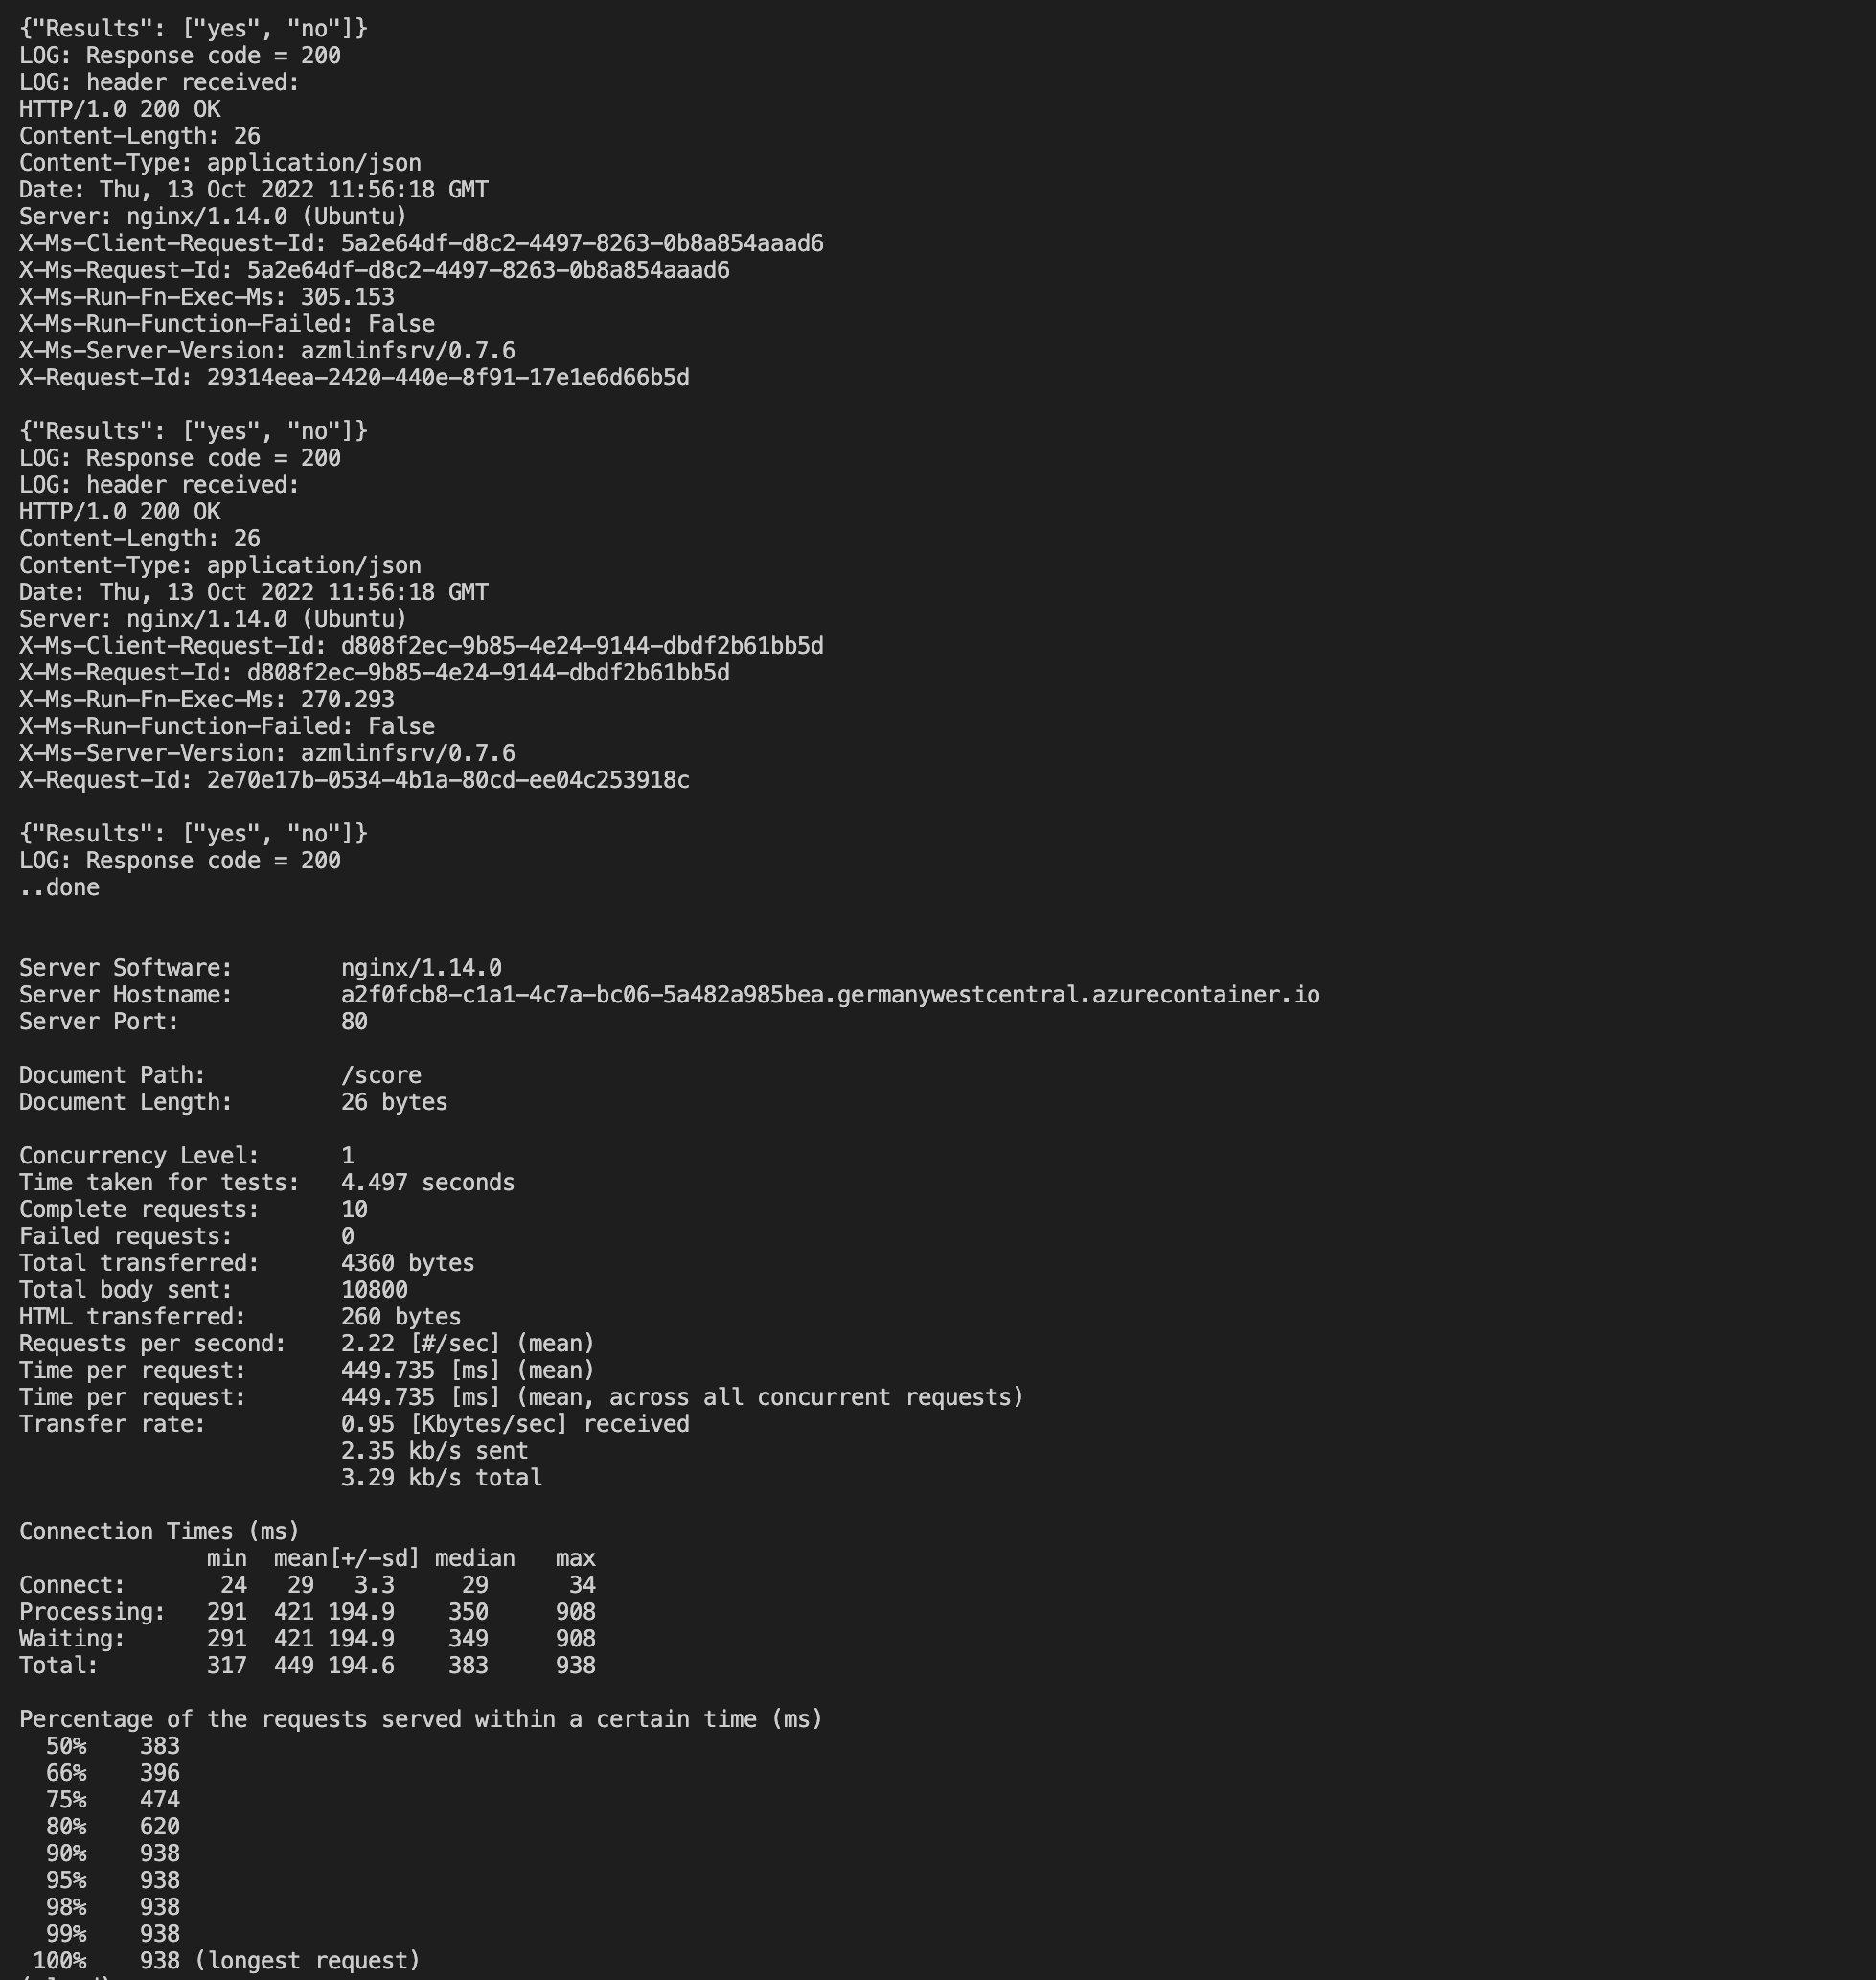 {"Results": ["yes", "no"]}
LOG: Response code = 200
LOG: header received:
HTTP/1.0 200 OK
Content-Length: 26
Content-Type: application/json
Date: Thu, 13 Oct 2022 11:56:18 GMT
Server: nginx/1.14.0 (Ubuntu)
X-Ms-Client-Request-Id: 5a2e64df-d8c2-4497-8263-0b8a854aaad6
X-Ms-Request-Id: 5a2e64df-d8c2-4497-8263-0b8a854aaad6
X-Ms-Run-Fn-Exec-Ms: 305.153
X-Ms-Run-Function-Failed: False
X-Ms-Server-Version: azmlinfsrv/0.7.6
X-Request-Id: 29314eea-2420-440e-8f91-17e1e6d66b5d

{"Results": ["yes", "no"]}
LOG: Response code = 200
LOG: header received:
HTTP/1.0 200 OK
Content-Length: 26
Content-Type: application/json
Date: Thu, 13 Oct 2022 11:56:18 GMT
Server: nginx/1.14.0 (Ubuntu)
X-Ms-Client-Request-Id: d808f2ec-9b85-4e24-9144-dbdf2b61bb5d
X-Ms-Request-Id: d808f2ec-9b85-4e24-9144-dbdf2b61bb5d
X-Ms-Run-Fn-Exec-Ms: 270.293
X-Ms-Run-Function-Failed: False
X-Ms-Server-Version: azmlinfsrv/0.7.6
X-Request-Id: 2e70e17b-0534-4b1a-80cd-ee04c253918c

{"Results": ["yes", "no"]}
LOG: Response code = 200
..done

Server Software:        nginx/1.14.0
Server Hostname:        a2f0fcb8-c1a1-4c7a-bc06-5a482a985bea.germanywestcentral.azurecontainer.io
Server Port:            80

Document Path:          /score
Document Length:        26 bytes

Concurrency Level:      1
Time taken for tests:   4.497 seconds
Complete requests:      10
Failed requests:        0
Total transferred:      4360 bytes
Total body sent:        10800
HTML transferred:       260 bytes
Requests per second:    2.22 [#/sec] (mean)
Time per request:       449.735 [ms] (mean)
Time per request:       449.735 [ms] (mean, across all concurrent requests)
Transfer rate:          0.95 [Kbytes/sec] received
                        2.35 kb/s sent
                        3.29 kb/s total

Connection Times (ms)
              min  mean[+/-sd] median   max
Connect:       24   29   3.3     29      34
Processing:   291  421 194.9    350     908
Waiting:      291  421 194.9    349     908
Total:        317  449 194.6    383     938

Percentage of the requests served within a certain time (ms)
  50%    383
  66%    396
  75%    474
  80%    620
  90%    938
  95%    938
  98%    938
  99%    938
 100%    938 (longest request)